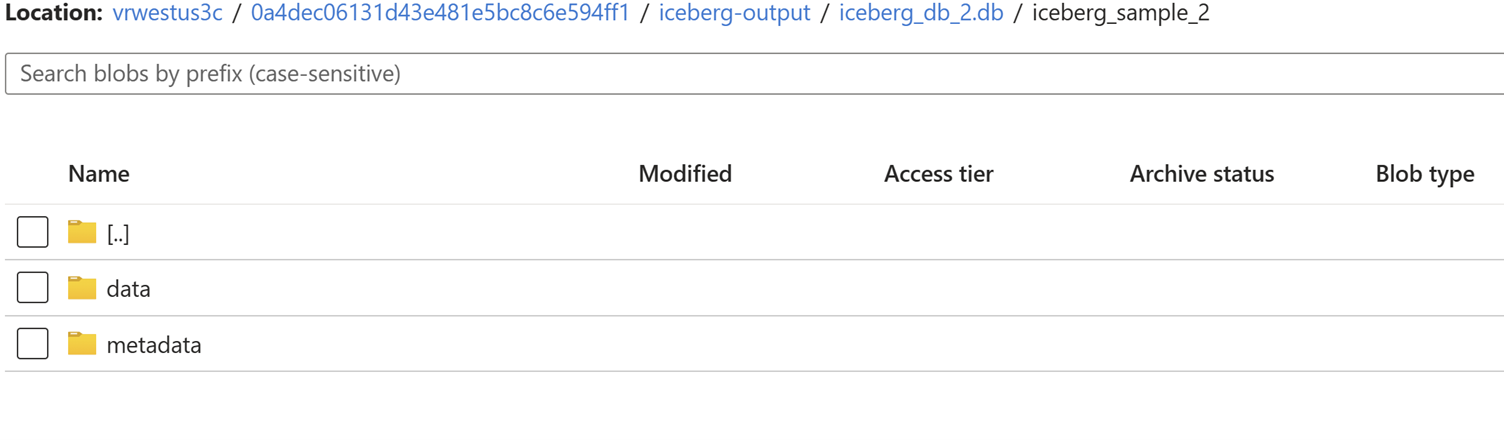 Location: vrwestus3c / 0a4dec06131d43e481e5bc8c6e594ff1 / iceberg-output / iceberg_db_2.db / iceberg_sample_2
Search blobs by prefix (case-sensitive)
Name Modified Access tier Archive status Blob type
[..]
data
metadata